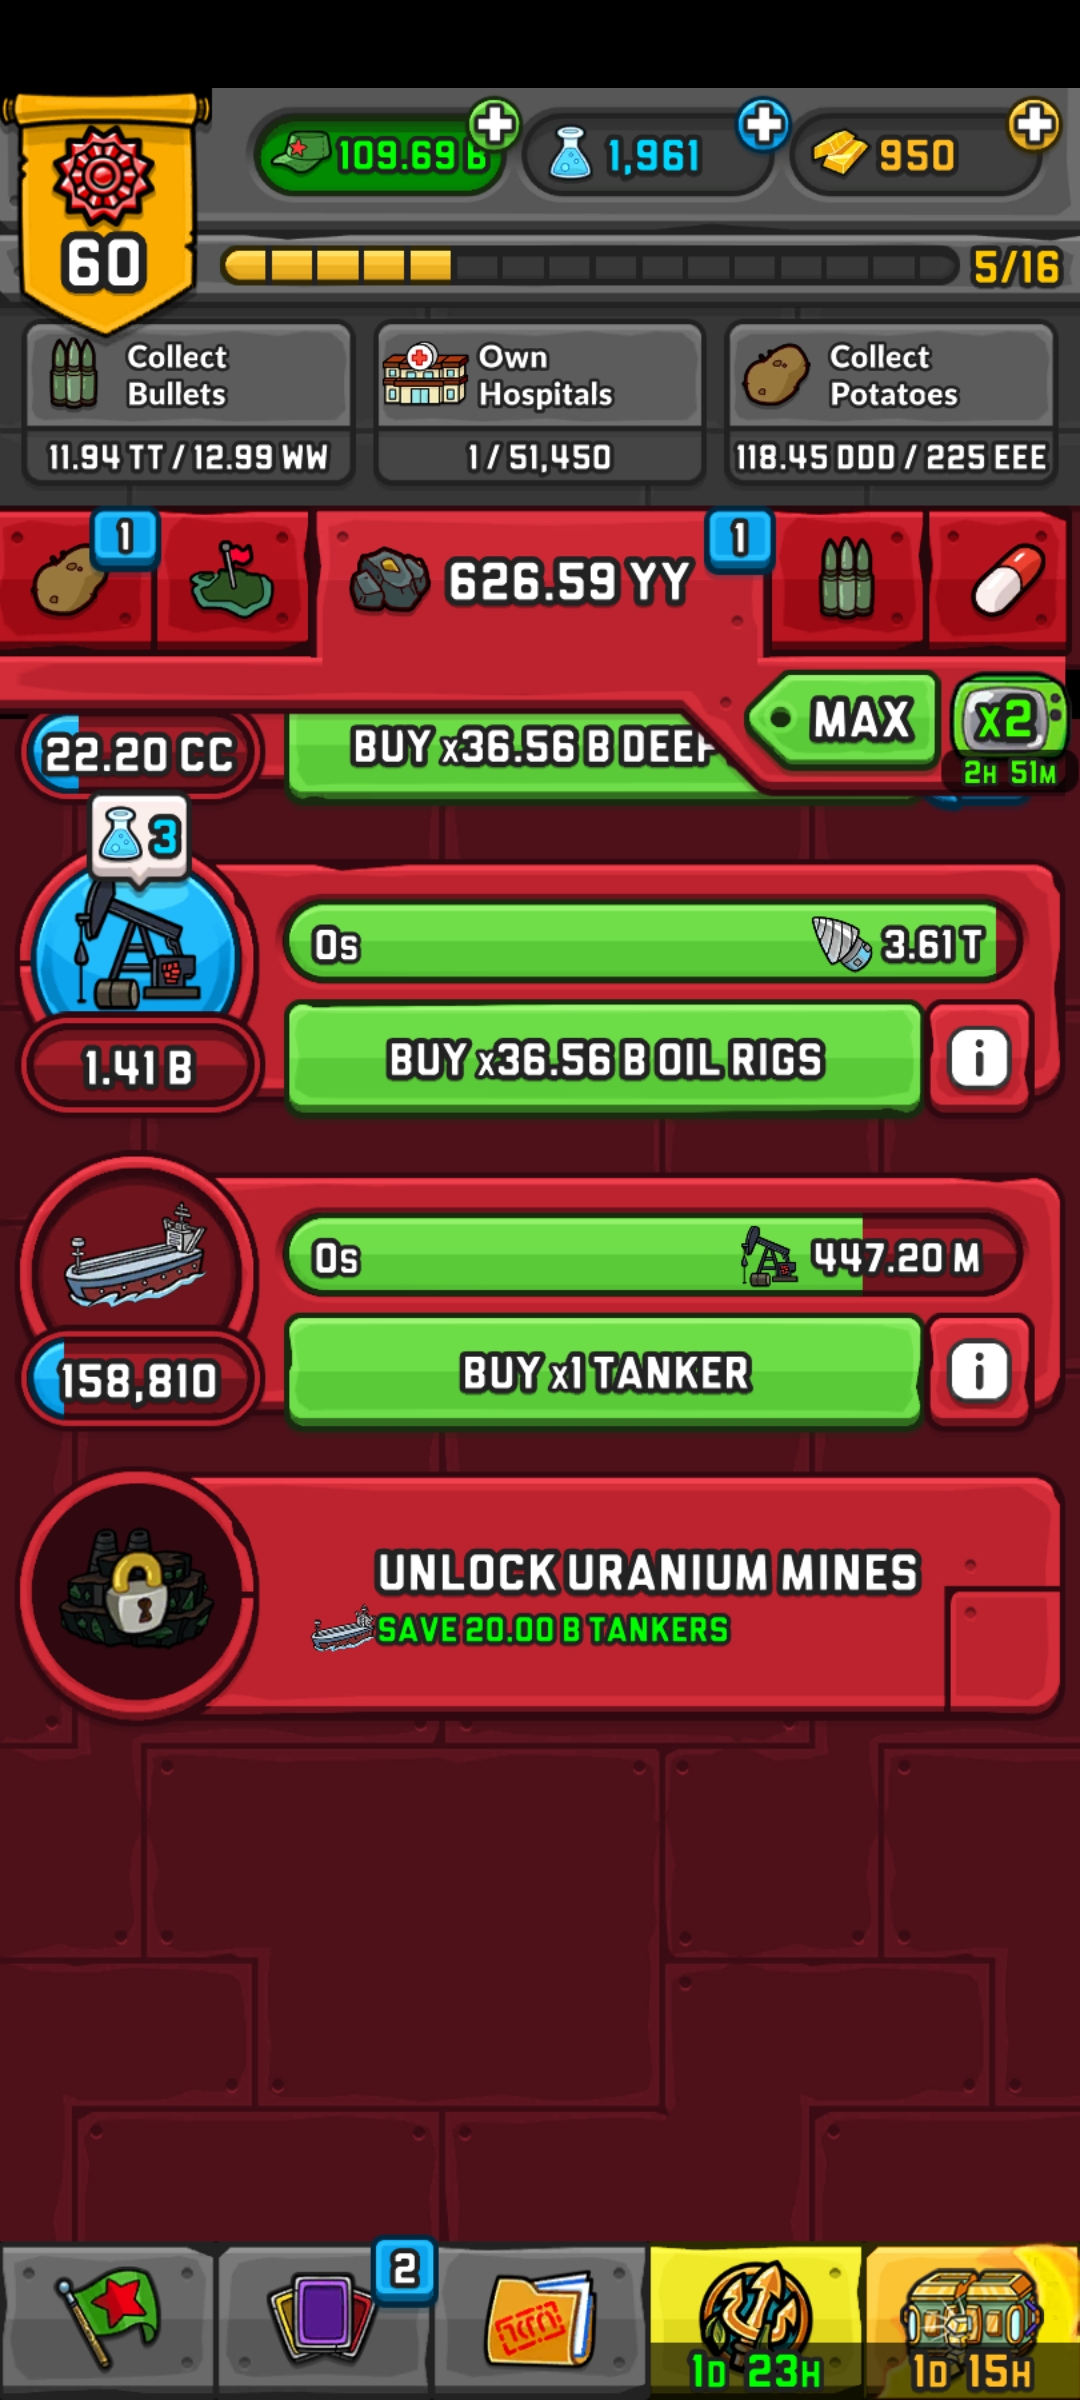 60
109.69 B
1,961
950
5/16
Collect
Bullets
11.94 TT / 12.99 WW
Own
Hospitals
1 / 51,450
Collect
Potatoes
118.45 DDD / 225 EEE
1
626.59 YY
1
MAX
x2
2H 51M
22.20 CC
BUY x36.56 B DEEP
3
0s
3.61 T
1.41 B
BUY x36.56 B OIL RIGS
i
0s
447.20 M
158,810
BUY x1 TANKER
i
UNLOCK URANIUM MINES
SAVE 20.00 B TANKERS
2
1D 23H
1D 15H